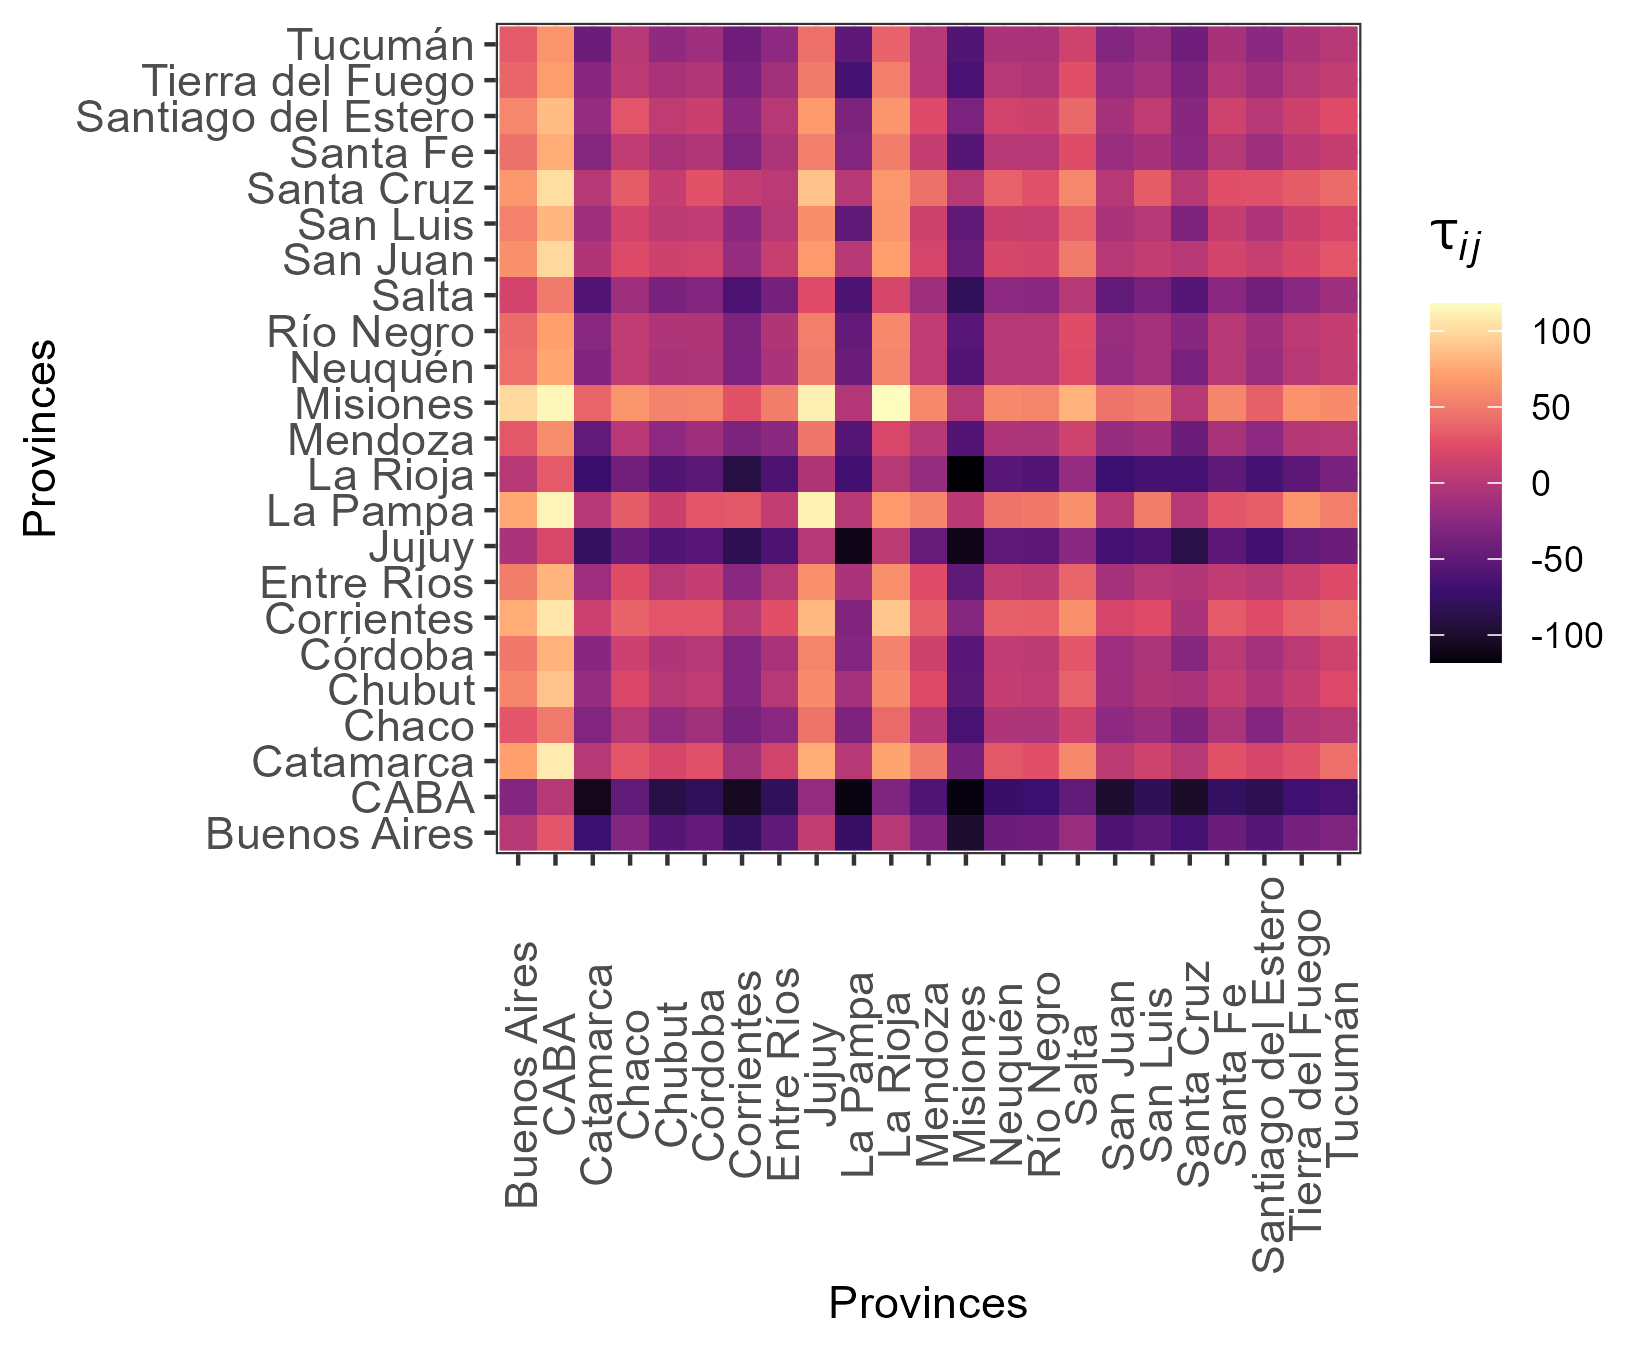 Provinces
Tucumán
Tierra del Fuego
Santiago del Estero
Santa Fe
Santa Cruz
San Luis
San Juan
Salta
Río Negro
Neuquén
Misiones
Mendoza
La Rioja
La Pampa
Jujuy
Entre Ríos
Corrientes
Córdoba
Chubut
Chaco
Catamarca
CABA
Buenos Aires
Buenos Aires
CABA
Catamarca
Chaco
Chubut
Córdoba
Corrientes
Entre Ríos
Jujuy
La Pampa
La Rioja
Mendoza
Misiones
Neuquén
Río Negro
Salta
San Juan
San Luis
Santa Cruz
Santa Fe
Santiago del Estero
Tierra del Fuego
Tucumán
Provinces
τij
100
50
0
-50
-100